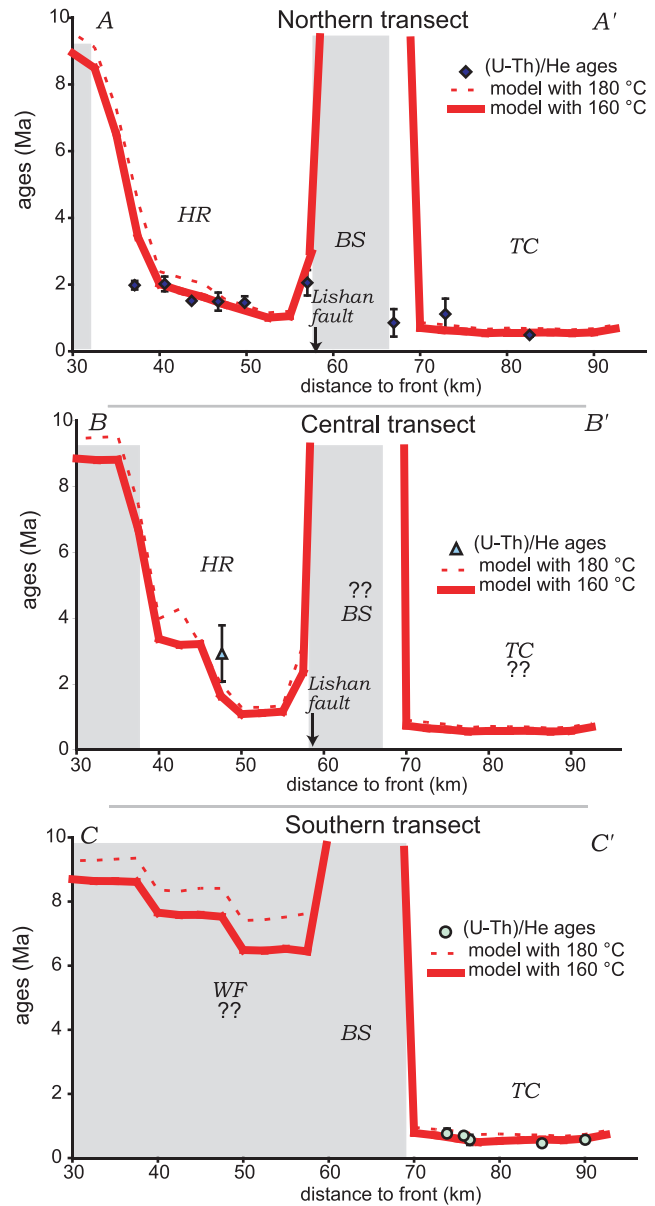 A Northern transect A'
(U-Th)/He ages
model with 180 °C
model with 160 °C
10
8
6
4
2
0
ages (Ma)
HR
BS
TC
Lishan
fault
30 40 50 60 70 80 90
distance to front (km)
B Central transect B'
(U-Th)/He ages
model with 180 °C
model with 160 °C
10
8
6
4
2
0
ages (Ma)
HR
??
BS
TC
??
Lishan
fault
30 40 50 60 70 80 90
distance to front (km)
C Southern transect C'
(U-Th)/He ages
model with 180 °C
model with 160 °C
10
8
6
4
2
0
ages (Ma)
WF
??
BS
TC
30 40 50 60 70 80 90
distance to front (km)